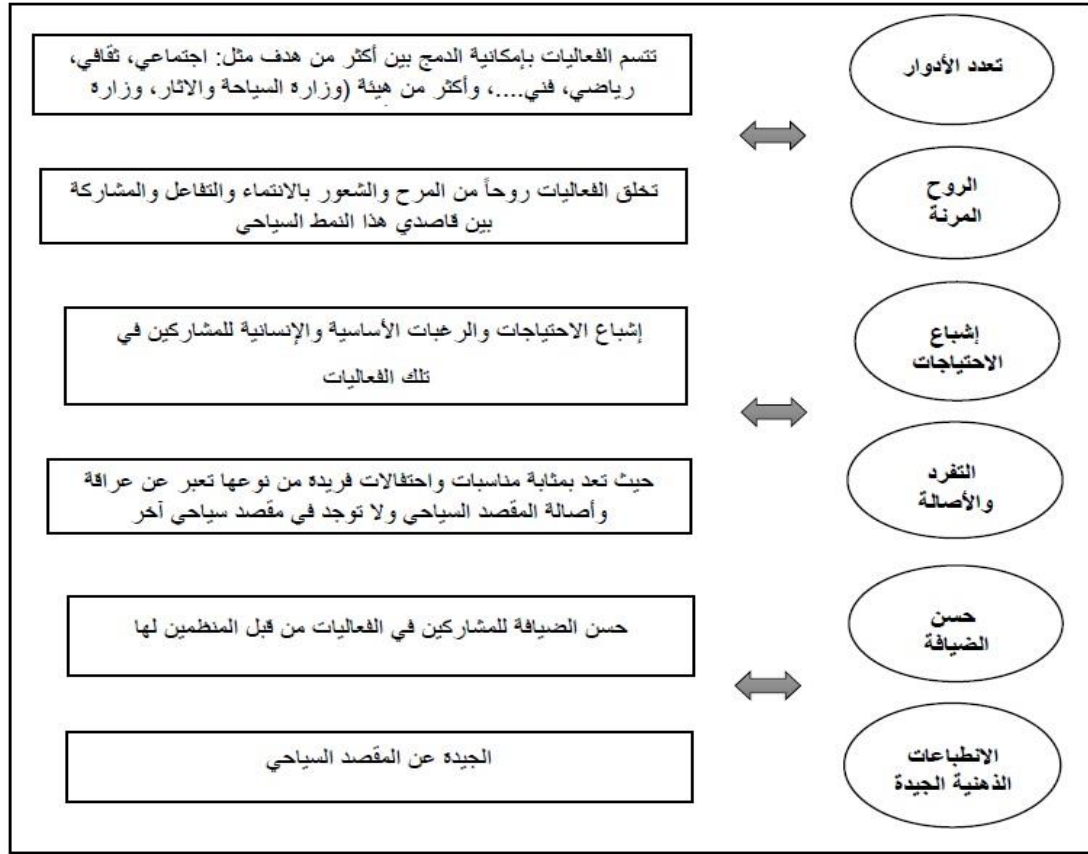 تعدد الأدوار
تتسم الفعاليات بإمكانية الدمج بين أكثر من هدف مثل: اجتماعي، ثقافي،
رياضي، فني....، وأكثر من هيئة (وزارة السياحة والاثار، وزارة
الروح
المرنة
تخلق الفعاليات روحاً من المرح والشعور بالانتماء والتفاعل والمشاركة
بين قاصدي هذا النمط السياحي
إشباع
الاحتياجات
إشباع الاحتياجات والرغبات الأساسية والإنسانية للمشاركين في
تلك الفعاليات
التفرد
والأصالة
حيث تعد بمثابة مناسبات واحتفالات فريدة من نوعها تعبر عن عراقة
وأصالة المقصد السياحي ولا توجد في مقصد سياحي آخر
حسن
الضيافة
حسن الضيافة للمشاركين في الفعاليات من قبل المنظمين لها
الانطباعات
الذهنية الجيدة
الجيدة عن المقصد السياحي